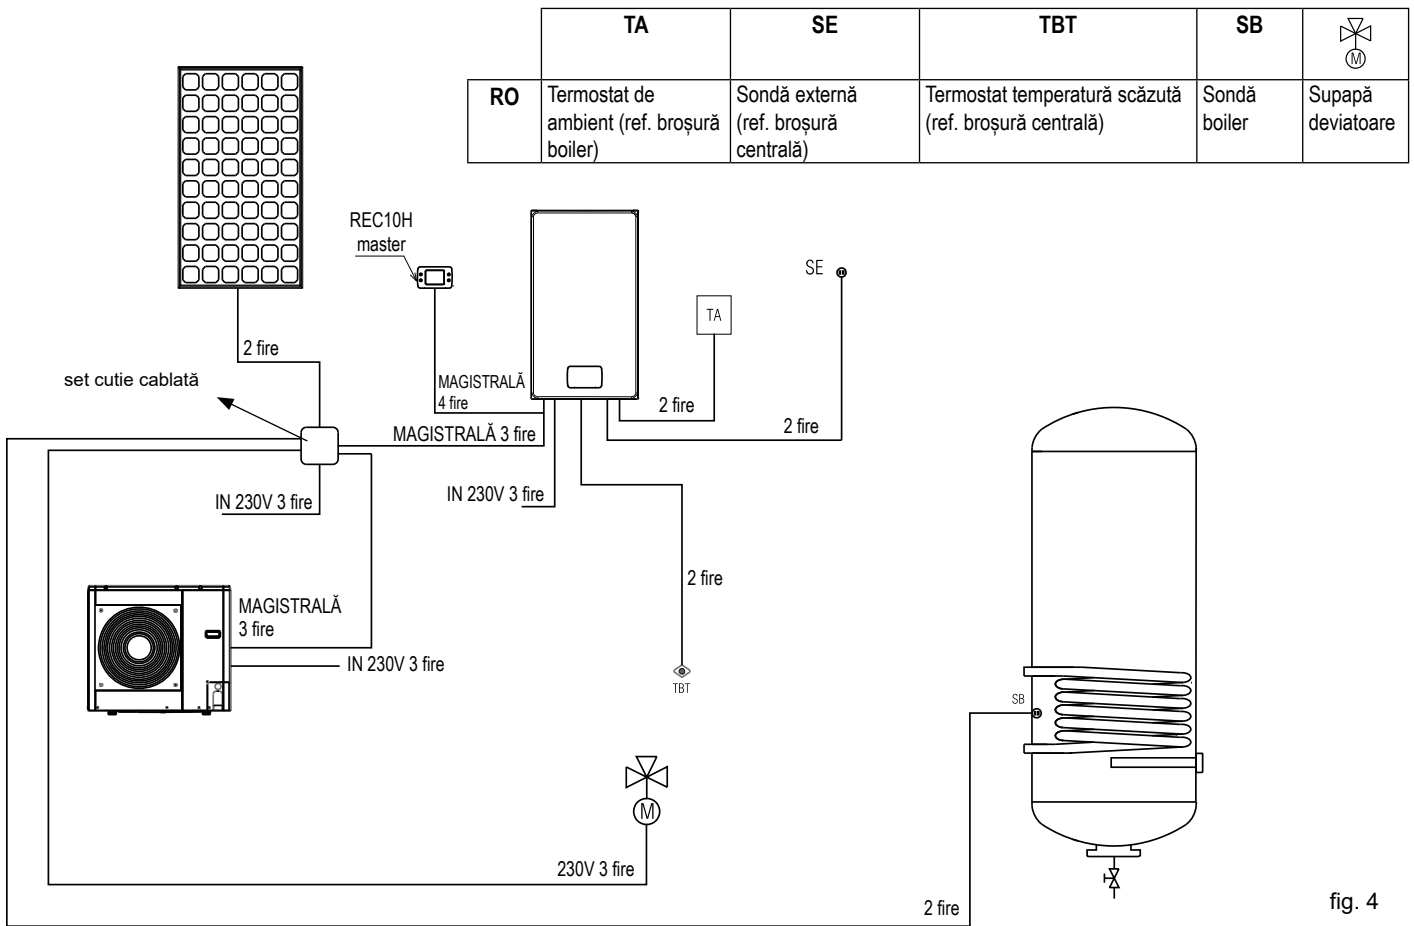 TA SE TBT SB
M
RO Termostat de ambient (ref. broșură boiler)
Sondă externă (ref. broșură centrală)
Termostat temperatură scăzută (ref. broșură centrală)
Sondă boiler
Supapă deviatoare
REC10H
master
SE
TA
2 fire
set cutie cablată
MAGISTRALĂ
4 fire
2 fire
MAGISTRALĂ 3 fire
2 fire
IN 230V 3 fire
IN 230V 3 fire
2 fire
MAGISTRALĂ
3 fire
IN 230V 3 fire
TBT
SB
M
230V 3 fire
2 fire
fig. 4